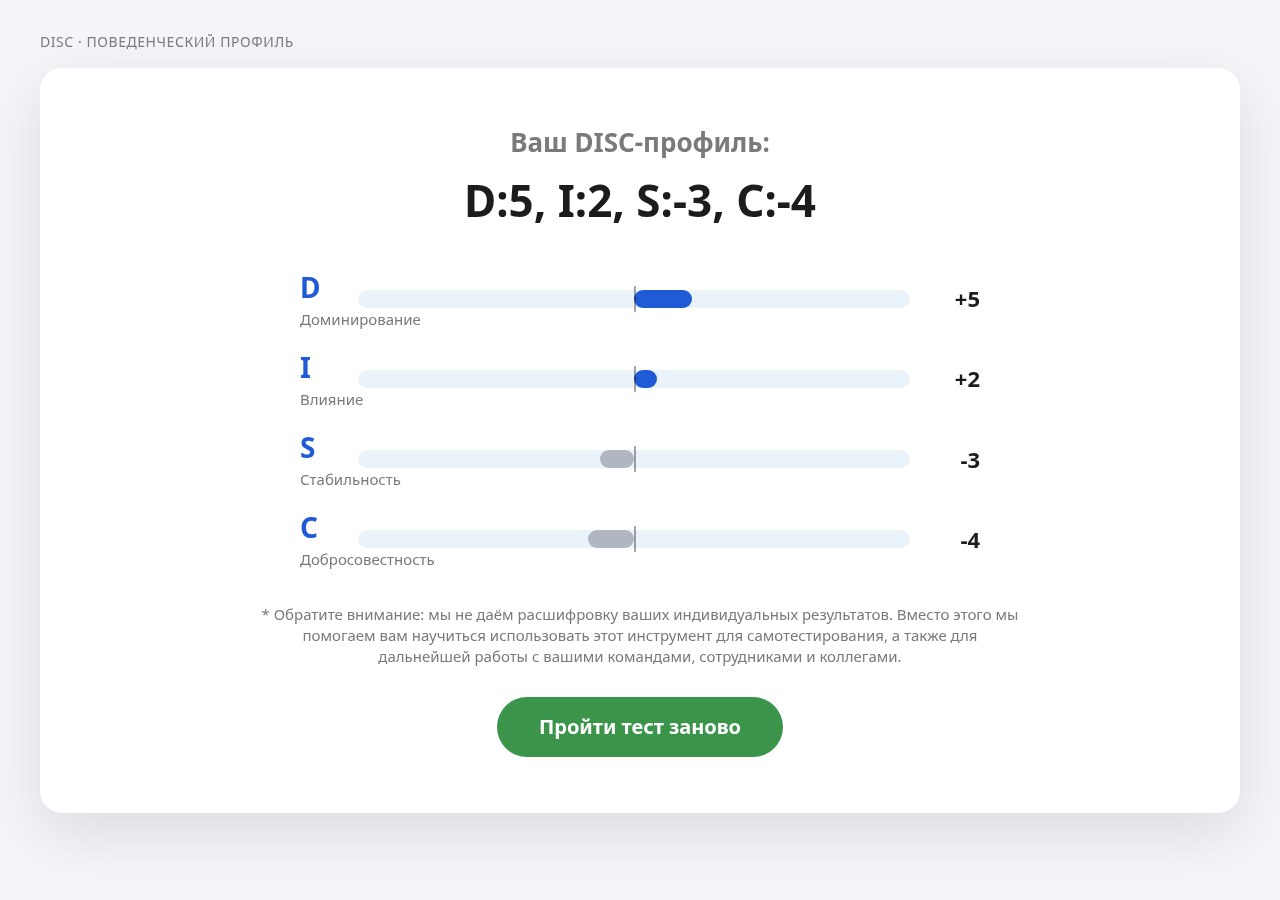 DISC · ПОВЕДЕНЧЕСКИЙ ПРОФИЛЬ
Ваш DISC-профиль:
D:5, I:2, S:-3, C:-4
D
Доминирование
+5
I
Влияние
+2
S
Стабильность
-3
C
Добросовестность
-4
* Обратите внимание: мы не даём расшифровку ваших индивидуальных результатов. Вместо этого мы
помогаем вам научиться использовать этот инструмент для самотестирования, а также для
дальнейшей работы с вашими командами, сотрудниками и коллегами.
Пройти тест заново